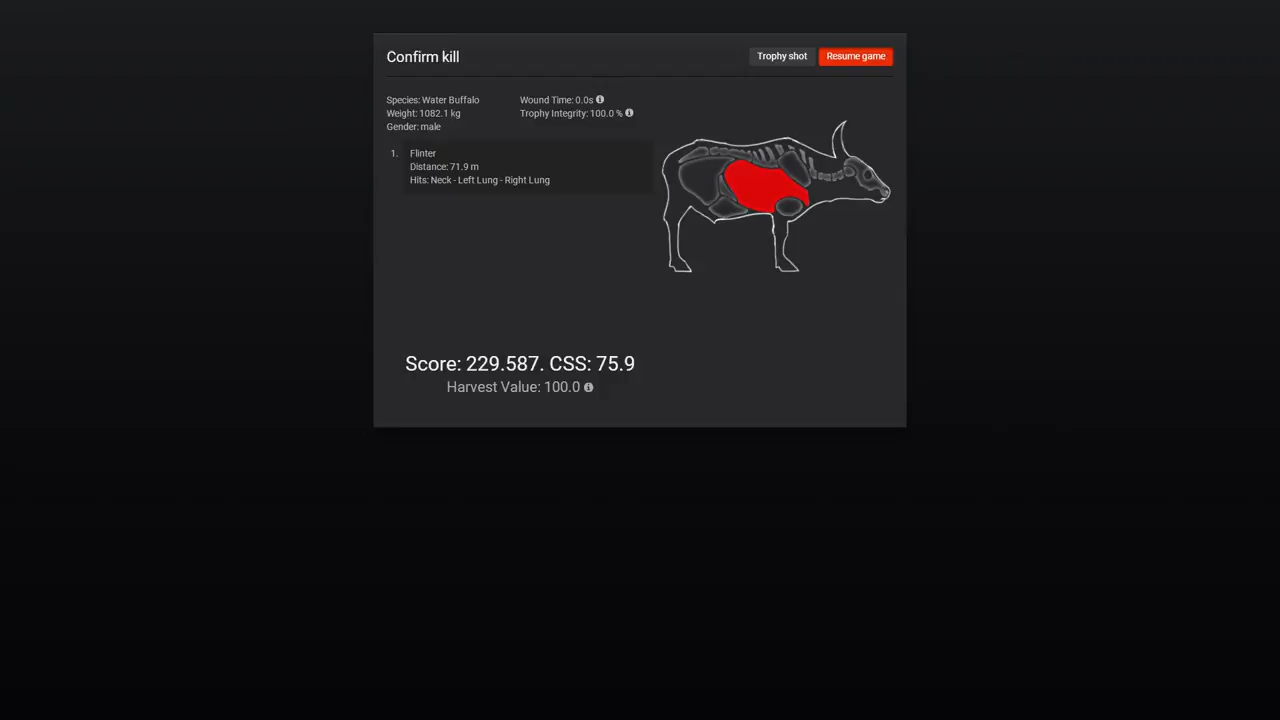 Confirm kill
Trophy shot
Resume game
Species: Water Buffalo
Weight: 1082.1 kg
Gender: male
Wound Time: 0.0s
Trophy Integrity: 100.0 %
1. Flinter
Distance: 71.9 m
Hits: Neck - Left Lung - Right Lung
Score: 229.587. CSS: 75.9
Harvest Value: 100.0